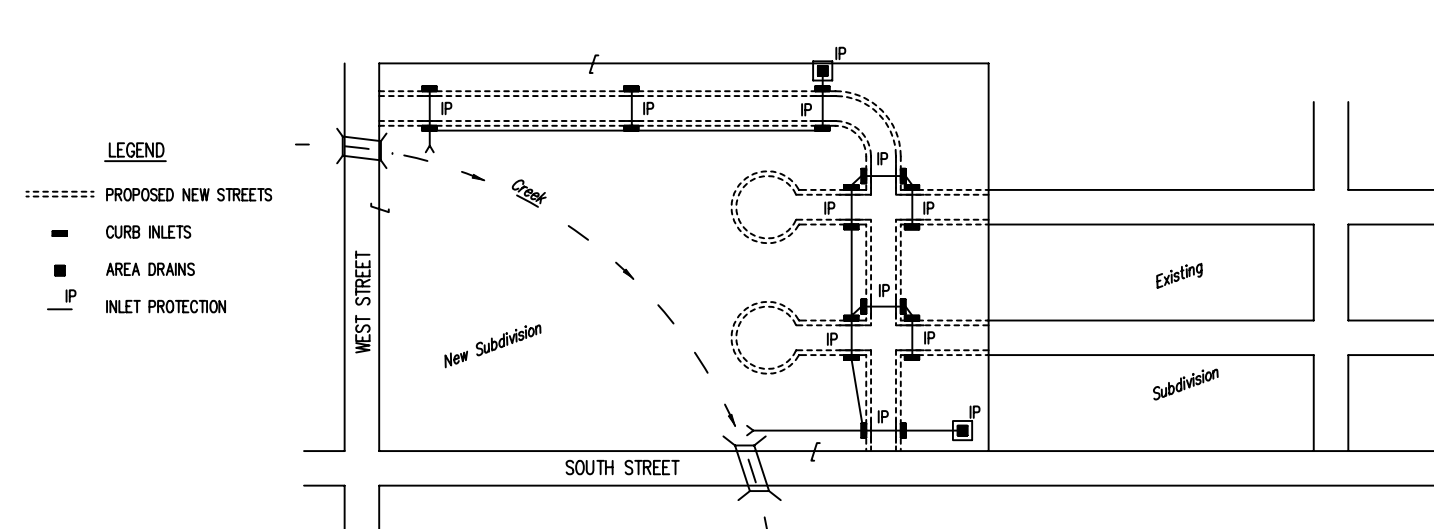 IP
IP
IP
IP
LEGEND
PROPOSED NEW STREETS
CURB INLETS
AREA DRAINS
IP
INLET PROTECTION
WEST STREET
Creek
IP
IP
IP
Existing
IP
New Subdivision
IP
IP
Subdivision
IP
IP
SOUTH STREET